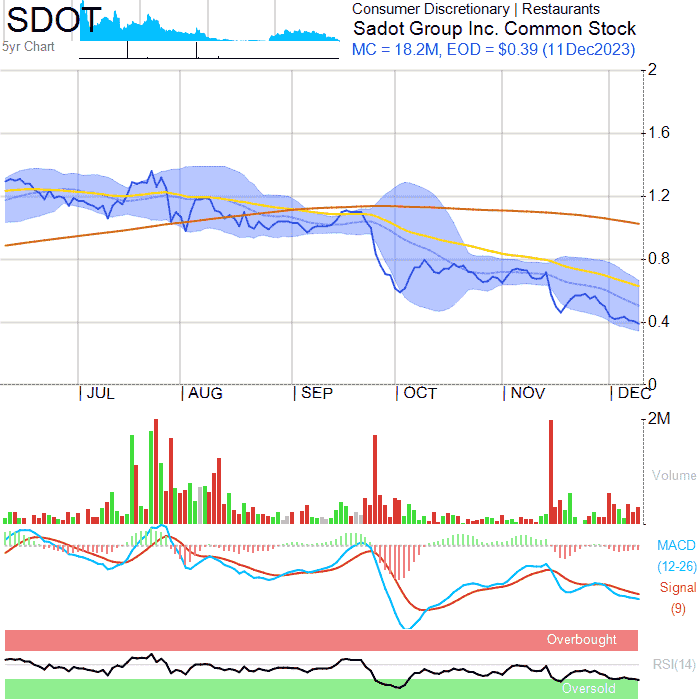 SDOT
Consumer Discretionary | Restaurants
Sadot Group Inc. Common Stock
5yr Chart
MC = 18.2M, EOD = $0.39 (11Dec2023)
2
1.6
1.2
0.8
0.4
0
JUL AUG SEP OCT NOV DEC
2M
Volume
MACD
(12-26)
Signal
(9)
Overbought
RSI(14)
Oversold